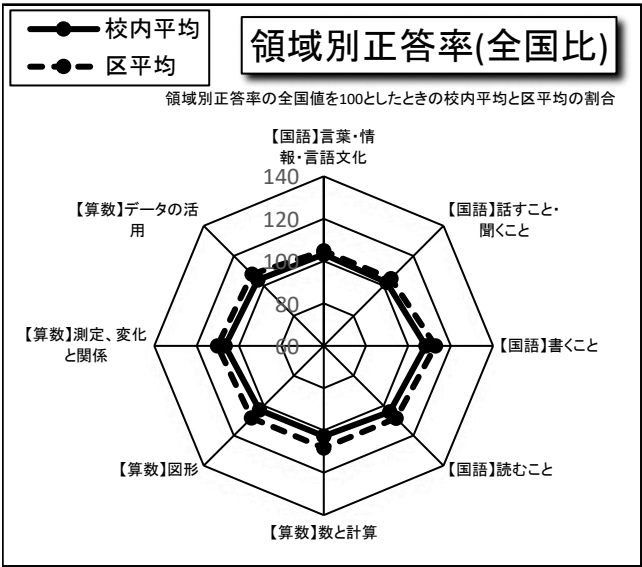 校内平均
区平均
領域別正答率(全国比)
領域別正答率の全国値を100としたときの校内平均と区平均の割合
【国語】言葉・情
報・言語文化
【国語】話すこと・
聞くこと
【国語】書くこと
【国語】読むこと
【算数】数と計算
【算数】図形
【算数】測定、変化
と関係
【算数】データの活
用
140
120
100
80
60